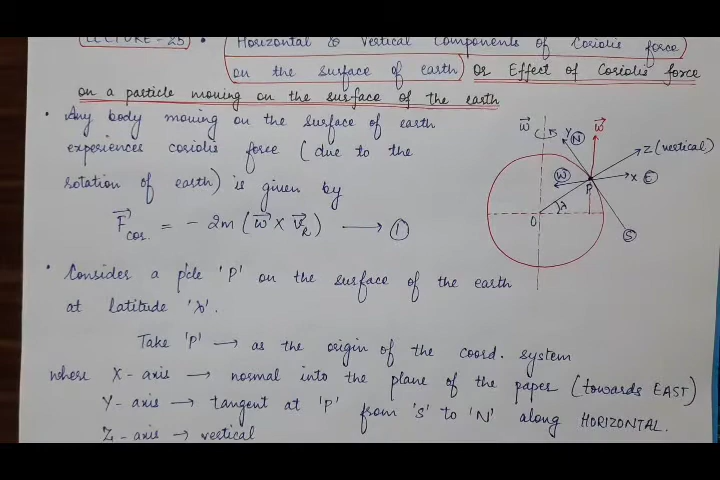 LECTURE-25 • Horizontal & Vertical Components of Coriolis force
on the surface of earth or Effect of Coriolis force
on a particle moving on the surface of the earth
• Any body moving on the surface of earth
experiences coriolis force (due to the
rotation of earth) is given by
F⃗cor. = - 2m (ω⃗ × v⃗R) ⟶ ①
• Consider a p'cle 'P' on the surface of the earth
at latitude 'λ'.
Take 'P' → as the origin of the coord. system
where X-axis → normal into the plane of the paper (towards EAST)
Y-axis → tangent at 'P' from 'S' to 'N' along HORIZONTAL.
Z-axis → vertical
ω⃗
Y
N
ω⃗
Z (vertical)
W
P
X
E
O
λ
S